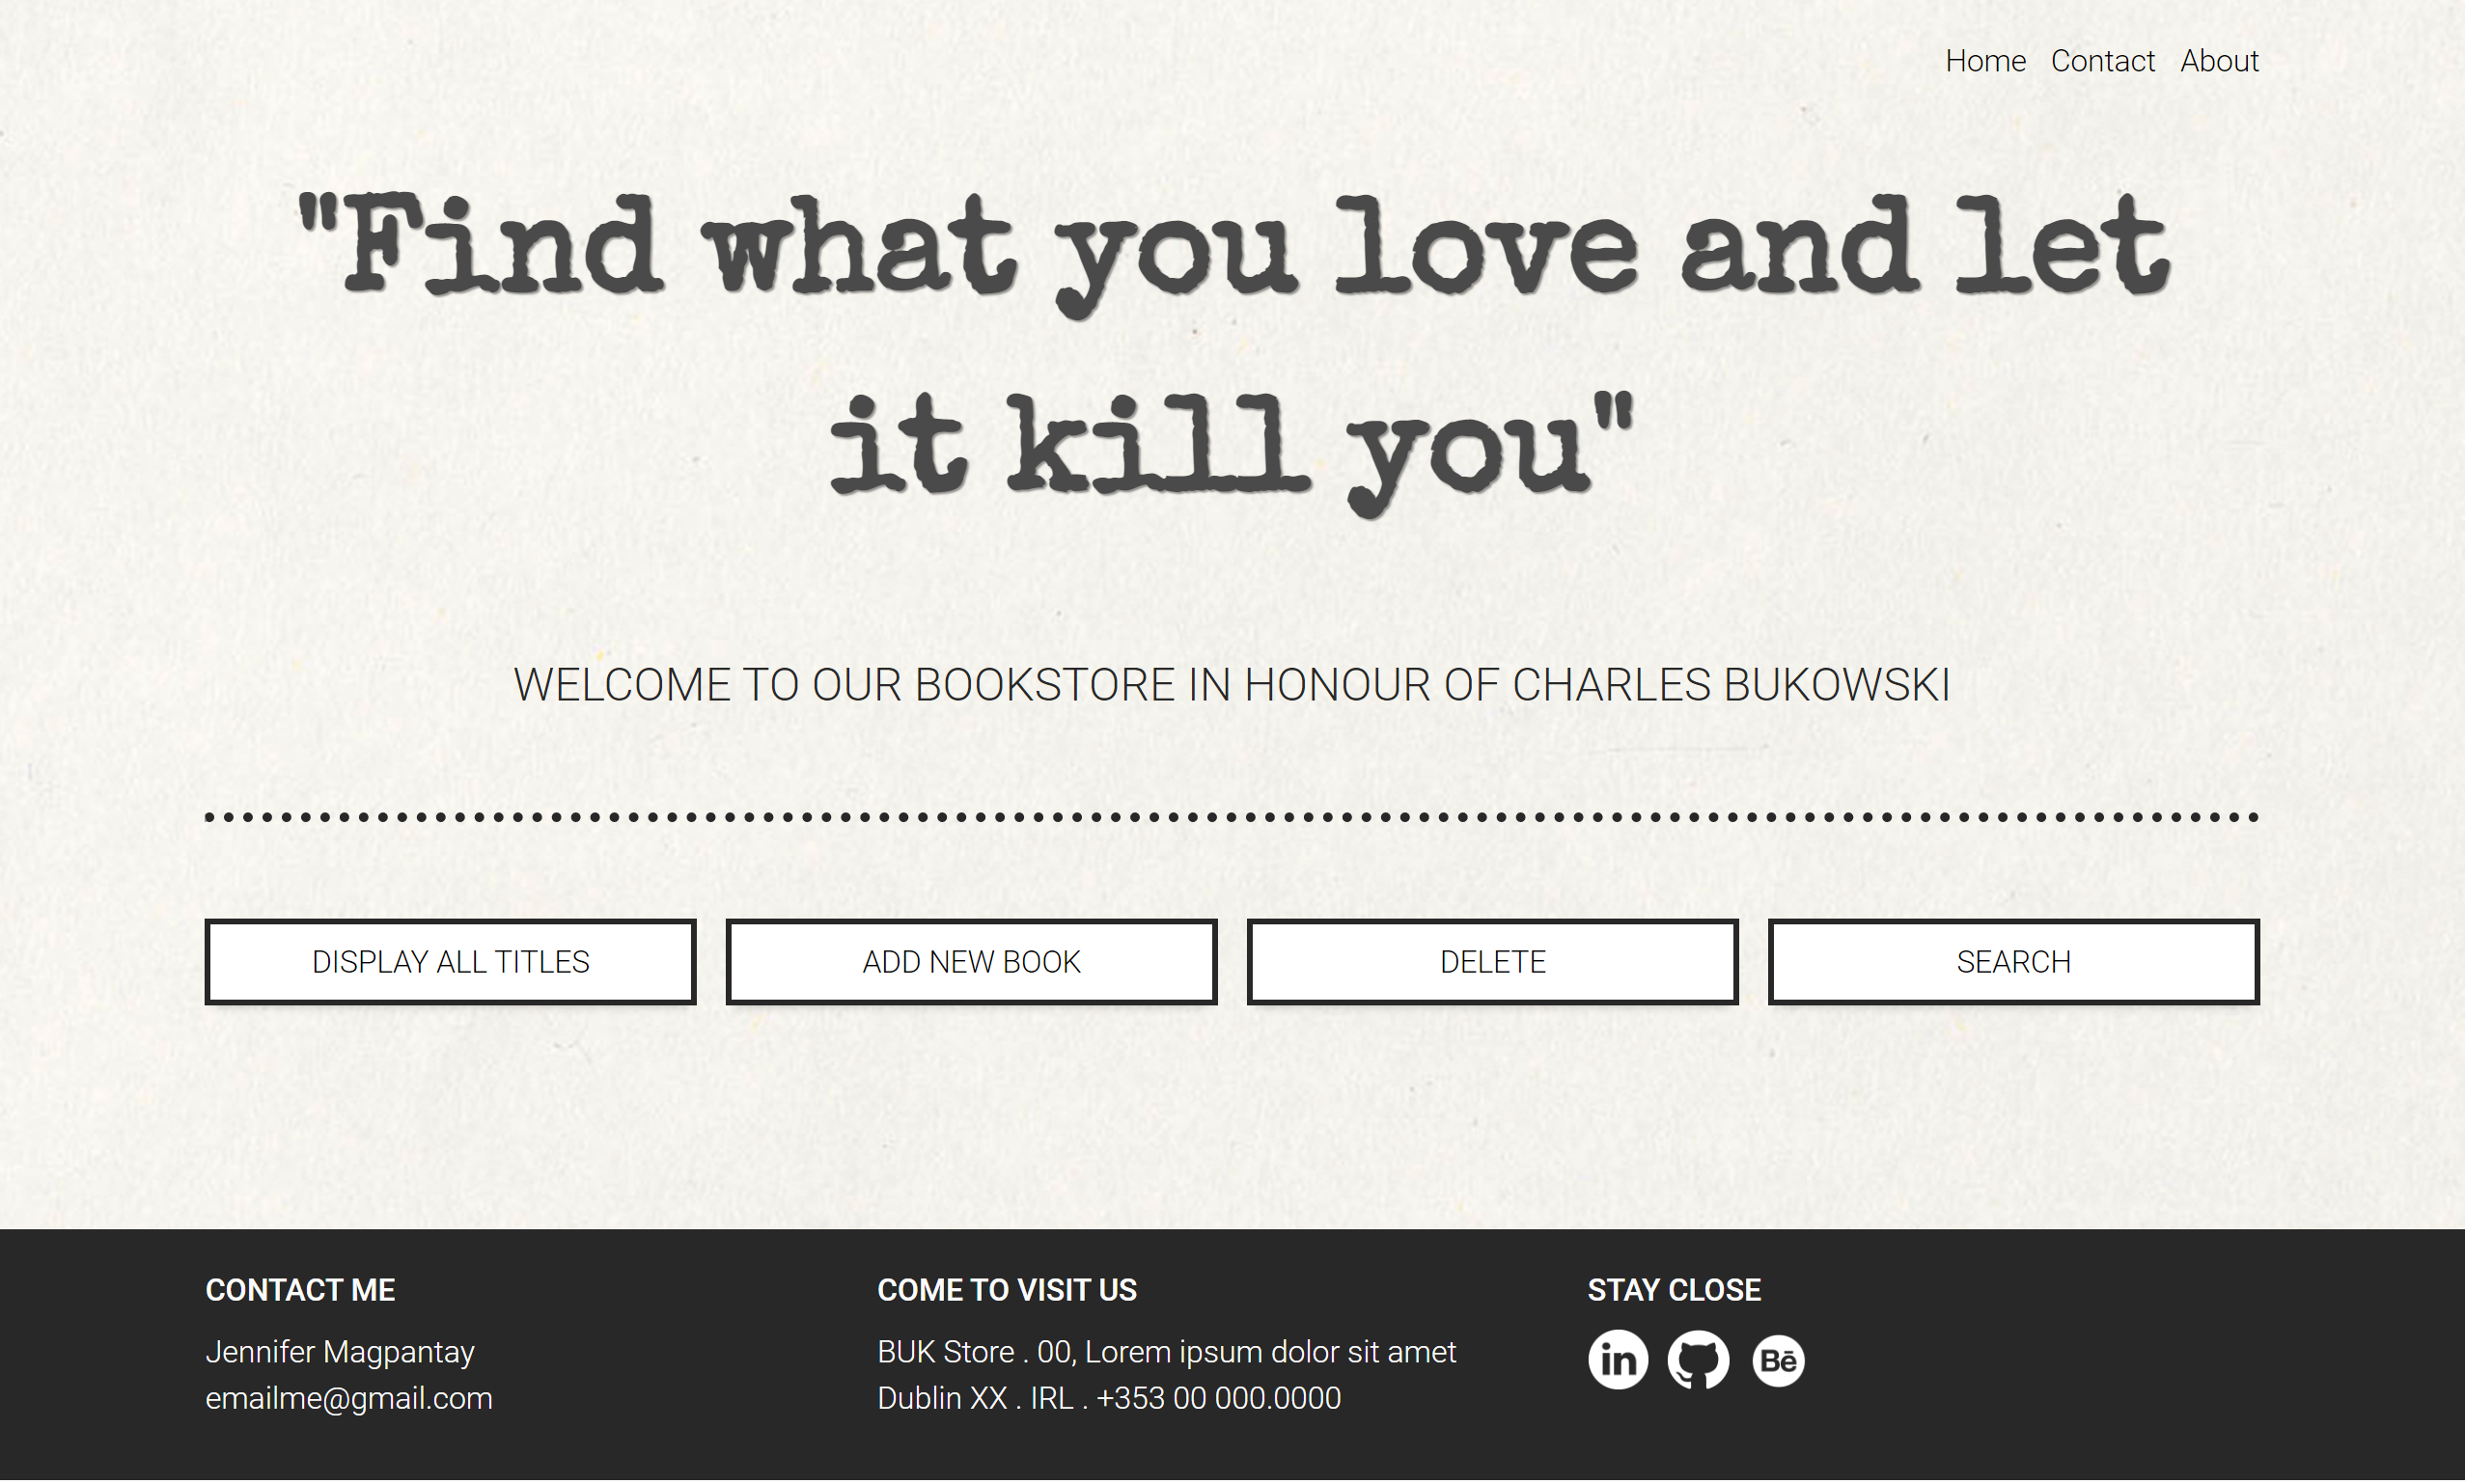 Home Contact About
"Find what you love and let
it kill you"
WELCOME TO OUR BOOKSTORE IN HONOUR OF CHARLES BUKOWSKI
DISPLAY ALL TITLES
ADD NEW BOOK
DELETE
SEARCH
CONTACT ME
Jennifer Magpantay
emailme@gmail.com
COME TO VISIT US
BUK Store . 00, Lorem ipsum dolor sit amet
Dublin XX . IRL . +353 00 000.0000
STAY CLOSE
in
Bē